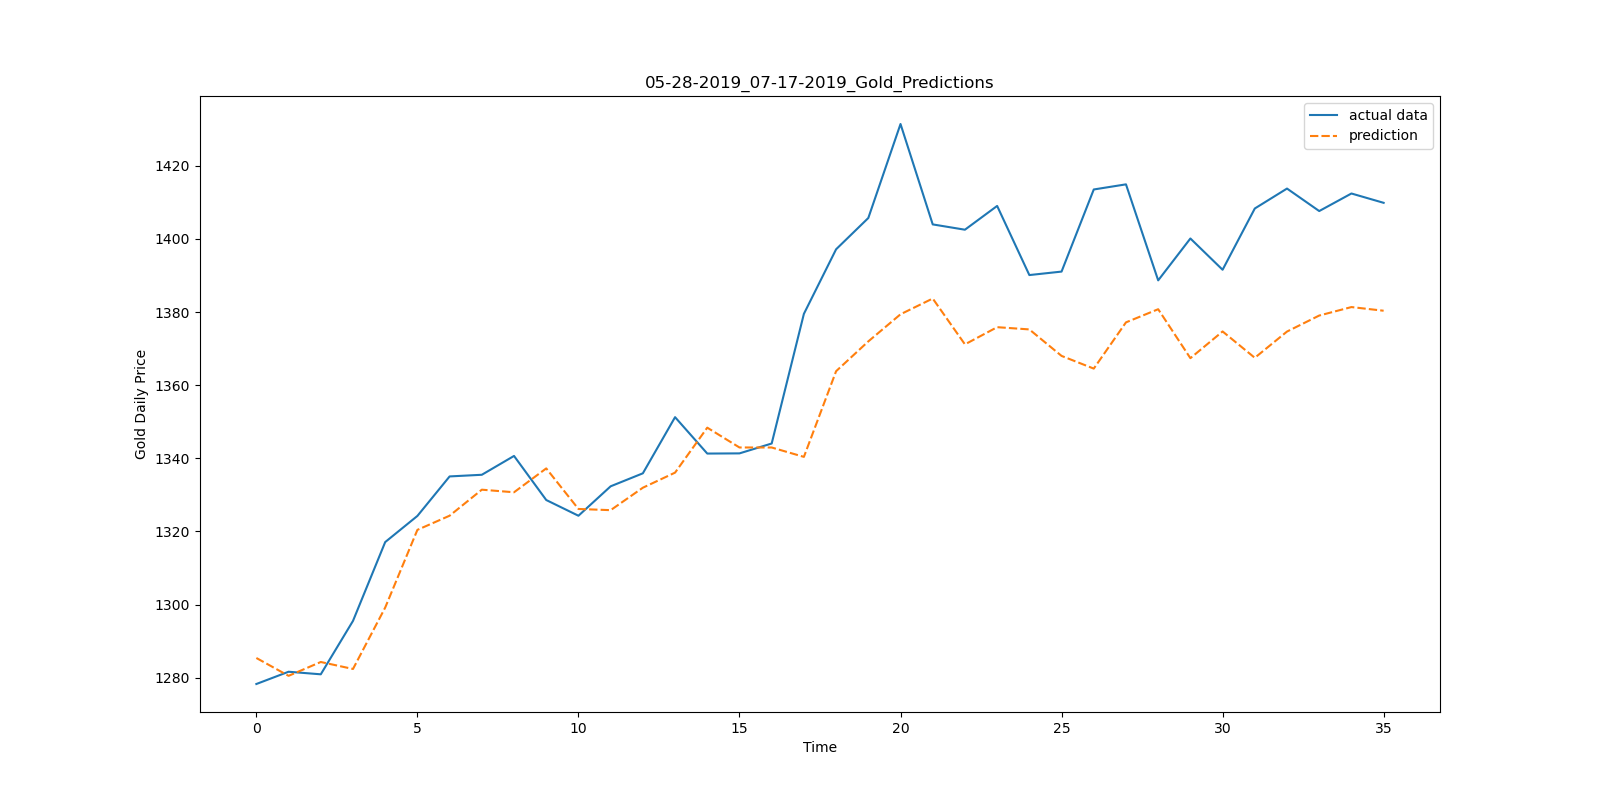 05-28-2019_07-17-2019_Gold_Predictions
actual data
prediction
Gold Daily Price
1420
1400
1380
1360
1340
1320
1300
1280
0 5 10 15 20 25 30 35
Time